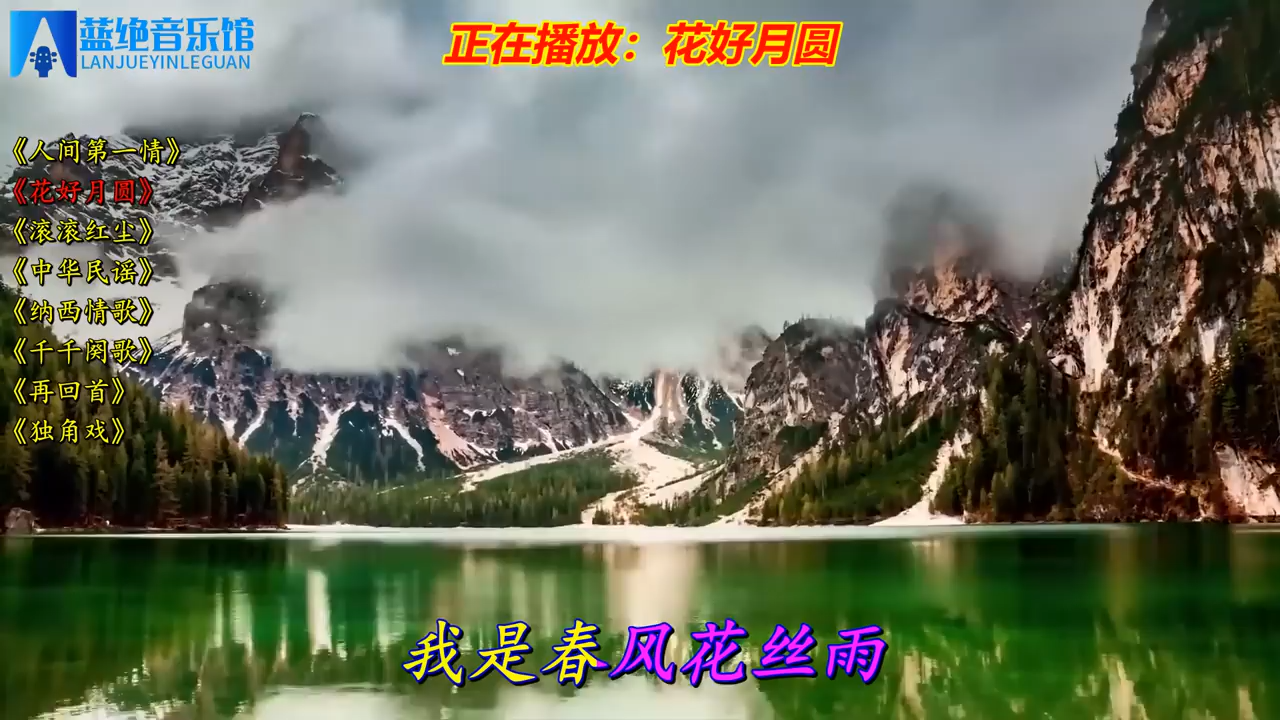 蓝绝音乐馆
LANJUEYINLEGUAN
正在播放：花好月圆
《人间第一情》
《花好月圆》
《滚滚红尘》
《中华民谣》
《纳西情歌》
《千千阕歌》
《再回首》
《独角戏》
我是春风花丝雨